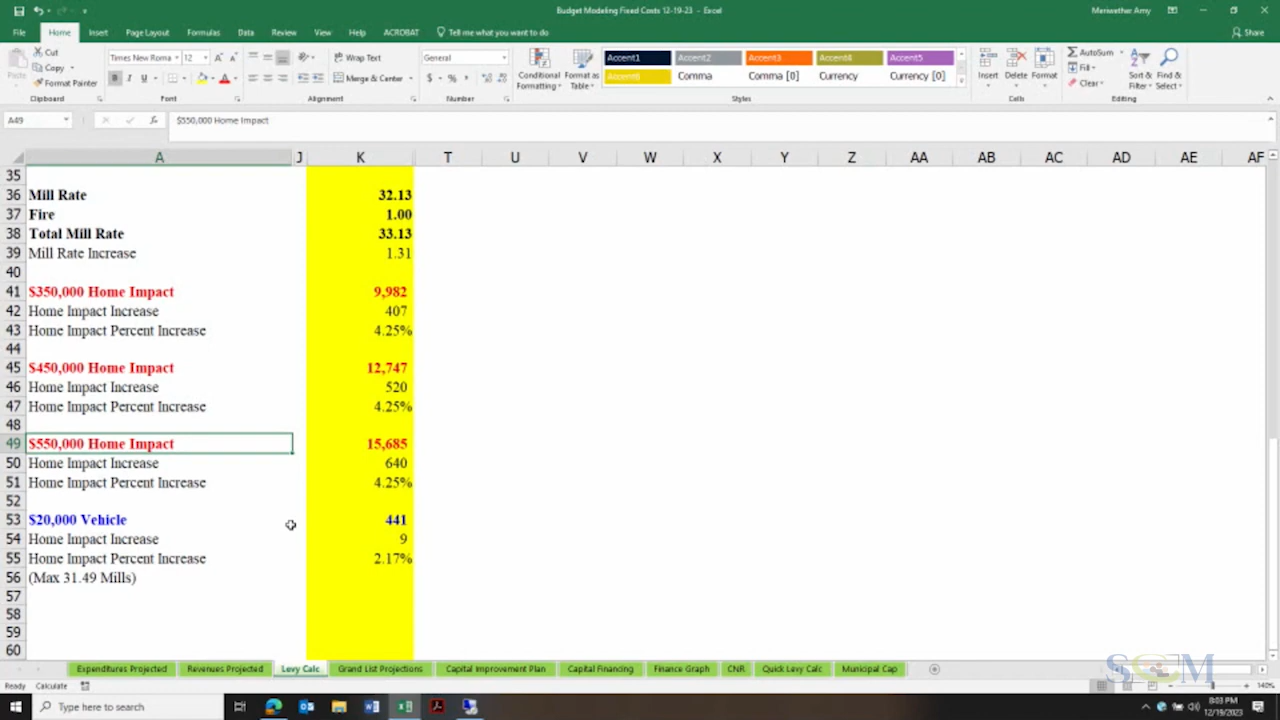 Budget Modeling Fixed Costs 12-19-23 - Excel
Meriwether Amy
File Home Insert Page Layout Formulas Data Review View Help ACROBAT Tell me what you want to do Share
Paste Cut Copy Format Painter Clipboard
Times New Roma 12 B I U Font
Wrap Text Merge & Center Alignment
General $ % , Number
Conditional Formatting Format as Table
Accent1 Accent2 Accent3 Accent4 Accent5
Accent6 Comma Comma [0] Currency Currency [0]
Styles
Insert Delete Format Cells
AutoSum Fill Clear Sort & Filter Find & Select Editing
A49 fx $550,000 Home Impact
A J K T U V W X Y Z AA AB AC AD AE AF
35
36 Mill Rate 32.13
37 Fire 1.00
38 Total Mill Rate 33.13
39 Mill Rate Increase 1.31
40
41 $350,000 Home Impact 9,982
42 Home Impact Increase 407
43 Home Impact Percent Increase 4.25%
44
45 $450,000 Home Impact 12,747
46 Home Impact Increase 520
47 Home Impact Percent Increase 4.25%
48
49 $550,000 Home Impact 15,685
50 Home Impact Increase 640
51 Home Impact Percent Increase 4.25%
52
53 $20,000 Vehicle 441
54 Home Impact Increase 9
55 Home Impact Percent Increase 2.17%
56 (Max 31.49 Mills)
57
58
59
60
Expenditures Projected Revenues Projected Levy Calc Grand List Projections Capital Improvement Plan Capital Financing Finance Graph CNR Quick Levy Calc Municipal Cap
Ready Calculate 140%
Type here to search 8:03 PM
12/19/2023